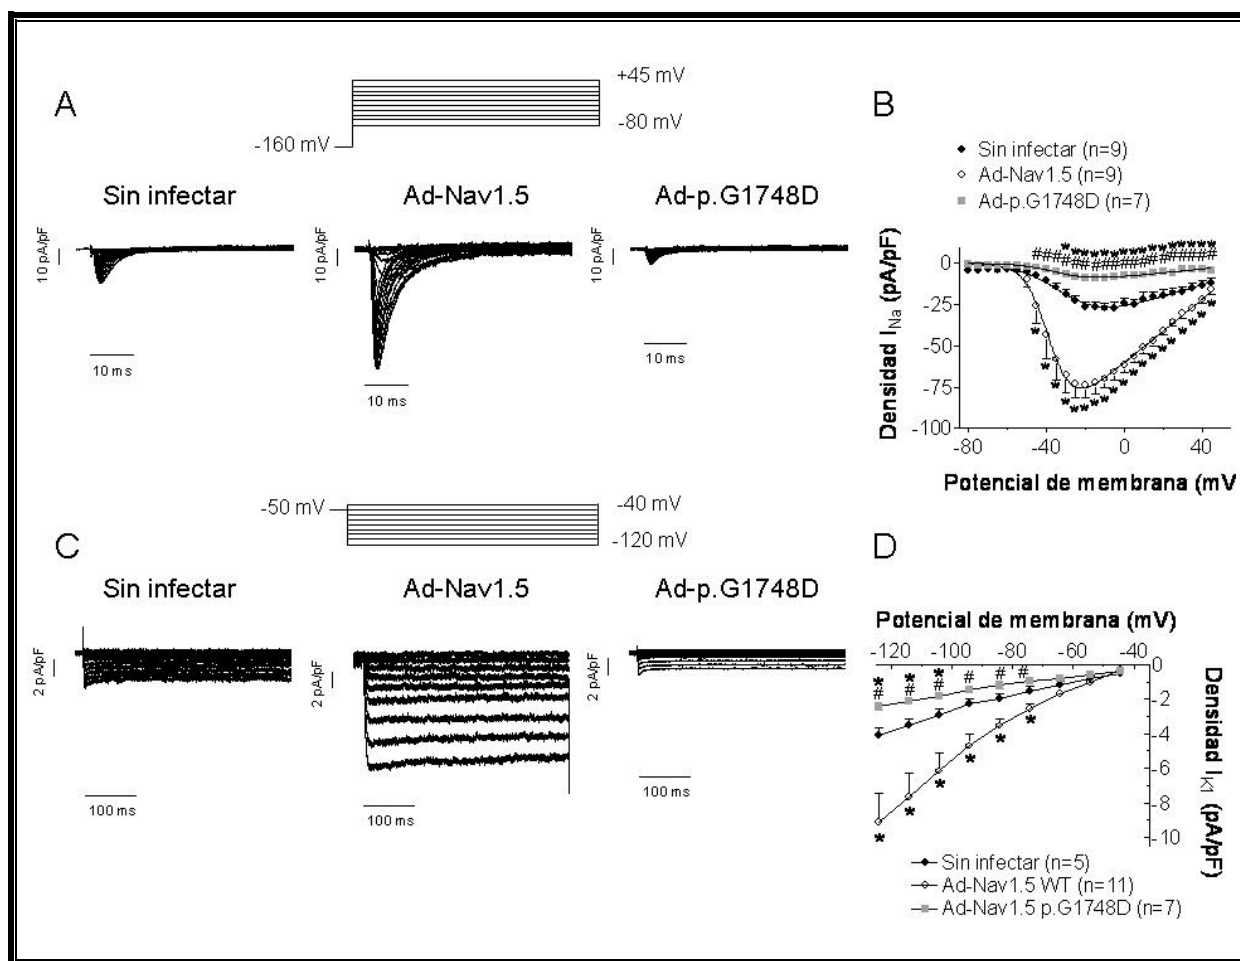 A
+45 mV
-80 mV
-160 mV
Sin infectar
Ad-Nav1.5
Ad-p.G1748D
10 pA/pF
10 pA/pF
10 pA/pF
10 ms
10 ms
10 ms
B
Sin infectar (n=9)
Ad-Nav1.5 (n=9)
Ad-p.G1748D (n=7)
Densidad INa (pA/pF)
0
-25
-50
-75
-100
-80
-40
0
40
Potencial de membrana (mV
-50 mV
-40 mV
-120 mV
C
Sin infectar
Ad-Nav1.5
Ad-p.G1748D
2 pA/pF
2 pA/pF
2 pA/pF
100 ms
100 ms
100 ms
D
Potencial de membrana (mV)
-120 -100 -80 -60 -40
0
-2
-4
-6
-8
-10
Densidad IK1 (pA/pF)
Sin infectar (n=5)
Ad-Nav1.5 WT (n=11)
Ad-Nav1.5 p.G1748D (n=7)